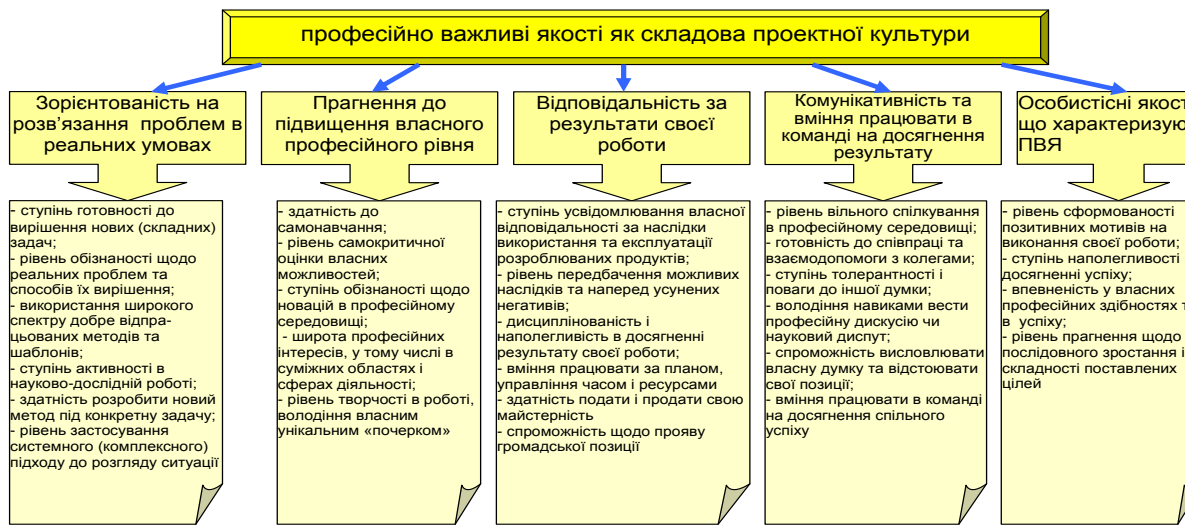 професійно важливі якості як складова проектної культури
Зорієнтованість на
розв’язання проблем в
реальних умовах
Прагнення до
підвищення власного
професійного рівня
Відповідальність за
результати своєї
роботи
Комунікативність та
вміння працювати в
команді на досягнення
результату
Особистісні якост
що характеризую
ПВЯ
- ступінь готовності до
вирішення нових (складних)
задач;
- рівень обізнаності щодо
реальних проблем та
способів їх вирішення;
- використання широкого
спектру добре відпра-
цьованих методів та
шаблонів;
- ступінь активності в
науково-дослідній роботі;
- здатність розробити новий
метод під конкретну задачу;
- рівень застосування
системного (комплексного)
підходу до розгляду ситуації
- здатність до
самонавчання;
- рівень самокритичної
оцінки власних
можливостей;
- ступінь обізнаності щодо
новацій в професійному
середовищі;
- широта професійних
інтересів, у тому числі в
суміжних областях і
сферах діяльності;
- рівень творчості в роботі,
володіння власним
унікальним «почерком»
- ступінь усвідомлювання власної
відповідальності за наслідки
використання та експлуатації
розроблюваних продуктів;
- рівень передбачення можливих
наслідків та наперед усунених
негативів;
- дисциплінованість і
наполегливість в досягненні
результату своєї роботи;
- вміння працювати за планом,
управління часом і ресурсами
- здатність подати і продати свою
майстерність
- спроможність щодо прояву
громадської позиції
- рівень вільного спілкування
в професійному середовищі;
- готовність до співпраці та
взаємодопомоги з колегами;
- ступінь толерантності і
поваги до іншої думки;
- володіння навиками вести
професійну дискусію чи
науковий диспут;
- спроможність висловлювати
власну думку та відстоювати
свої позиції;
- вміння працювати в команді
на досягнення спільного
успіху
- рівень сформованості
позитивних мотивів на
виконання своєї роботи;
- ступінь наполегливості
досягненні успіху;
- впевненість у власних
професійних здібностях т
в успіху;
- рівень прагнення щодо
послідовного зростання і
складності поставлених
цілей